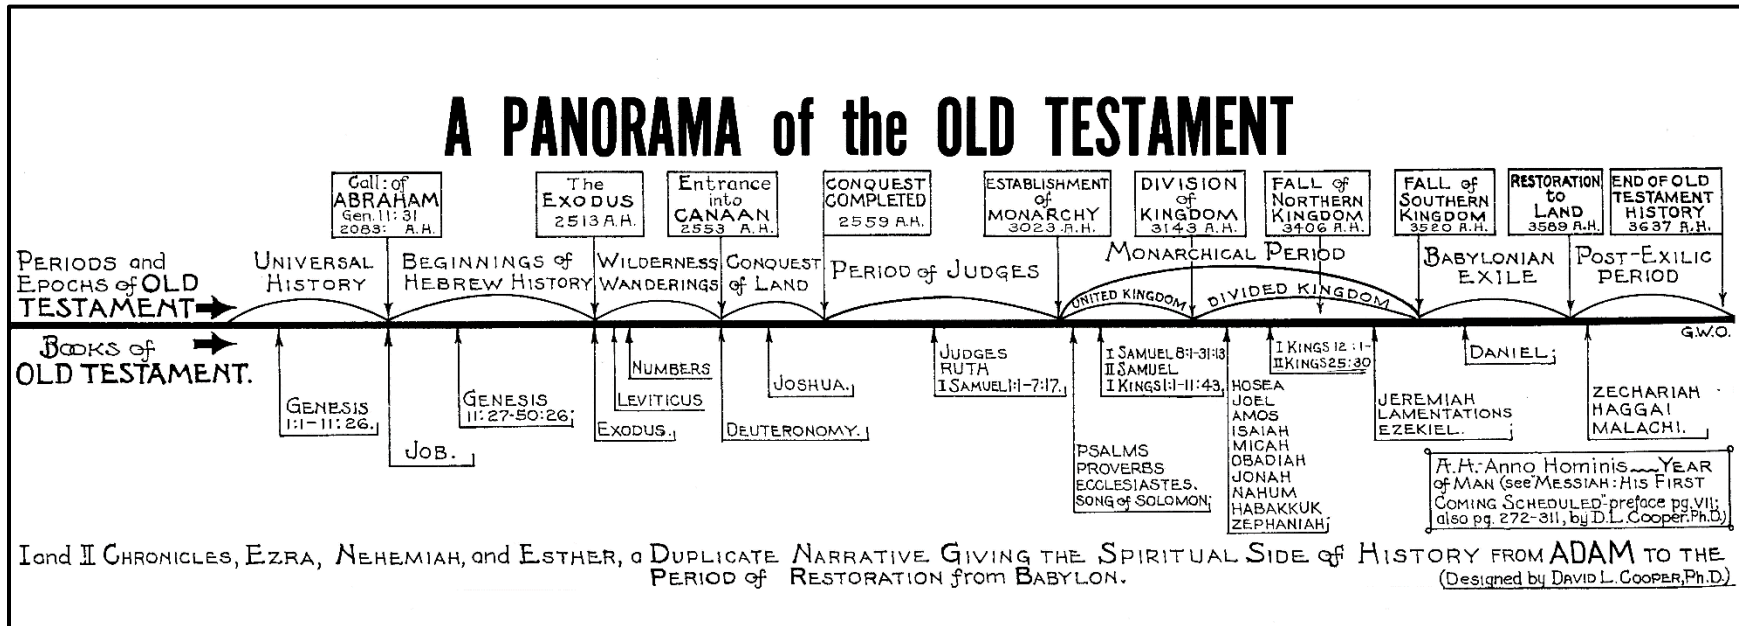 A PANORAMA of the OLD TESTAMENT
Call: of
ABRAHAM
Gen. 11:31
2083: A.H.
The
EXODUS
2513 A.H.
Entrance
into
CANAAN
2553 A.H.
CONQUEST
COMPLETED
2559 A.H.
ESTABLISHMENT
of
MONARCHY
3023 A.H.
DIVISION
of
KINGDOM
3143 A.H.
FALL of
NORTHERN
KINGDOM
3406 A.H.
FALL of
SOUTHERN
KINGDOM
3520 A.H.
RESTORATION
to
LAND
3589 A.H.
END OF OLD
TESTAMENT
HISTORY
3637 A.H.
PERIODS and
EPOCHS of OLD
TESTAMENT
UNIVERSAL
HISTORY
BEGINNINGS of
HEBREW HISTORY
WILDERNESS
WANDERINGS
CONQUEST
of LAND
PERIOD of JUDGES
MONARCHICAL PERIOD
UNITED KINGDOM
DIVIDED KINGDOM
BABYLONIAN
EXILE
POST-EXILIC
PERIOD
G.W.O.
BOOKS of
OLD TESTAMENT.
GENESIS
1:1-11:26.
JOB.
GENESIS
11:27-50:26;
EXODUS.
LEVITICUS
NUMBERS
DEUTERONOMY.
JOSHUA.
JUDGES
RUTH
I SAMUEL 1:1-7:17.
PSALMS
PROVERBS
ECCLESIASTES.
SONG of SOLOMON;
I SAMUEL 8:1-31:13
II SAMUEL
I KINGS 1:1-11:43.
HOSEA
JOEL
AMOS
ISAIAH
MICAH
OBADIAH
JONAH
NAHUM
HABAKKUK
ZEPHANIAH;
I KINGS 12:1-
II KINGS 25:30
JEREMIAH
LAMENTATIONS
EZEKIEL.
DANIEL;
ZECHARIAH
HAGGAI
MALACHI.
A.H.-Anno Hominis YEAR
of MAN (see "MESSIAH: HIS FIRST
COMING SCHEDULED" preface pg. VII;
also pg. 272-311, by D.L. Cooper, Ph.D.)
I and II CHRONICLES, EZRA, NEHEMIAH, and ESTHER, a DUPLICATE NARRATIVE GIVING THE SPIRITUAL SIDE of HISTORY FROM ADAM TO THE
PERIOD of RESTORATION from BABYLON.
(Designed by DAVID L. COOPER, Ph.D.)